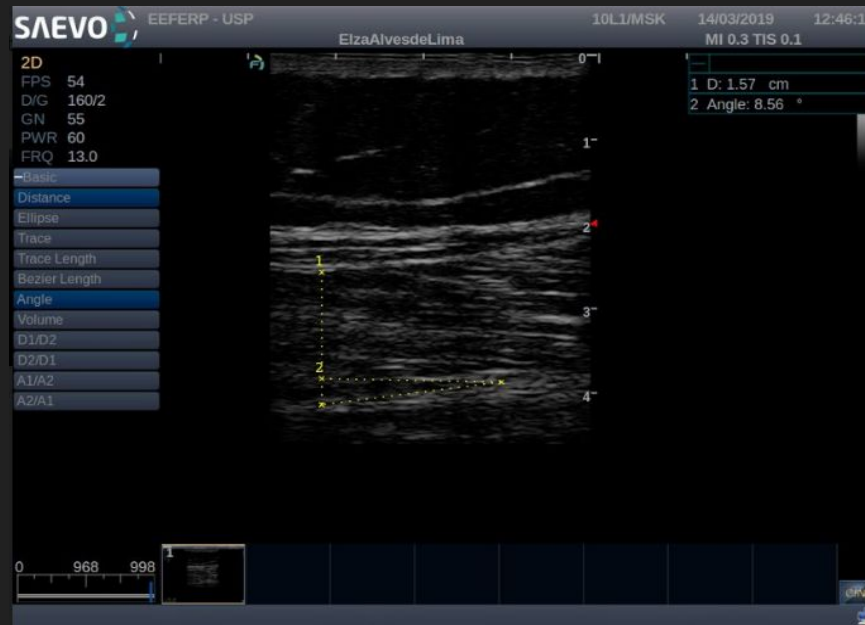 SAEVO
EEFERP - USP
10L1/MSK
14/03/2019
12:46:1
ElzaAlvesdeLima
MI 0.3 TIS 0.1
2D
FPS 54
D/G 160/2
GN 55
PWR 60
FRQ 13.0
Basic
Distance
Ellipse
Trace
Trace Length
Bezier Length
Angle
Volume
D1/D2
D2/D1
A1/A2
A2/A1
0
1
2
3
4
1
2
1 D: 1.57 cm
2 Angle: 8.56 °
0 968 998
1